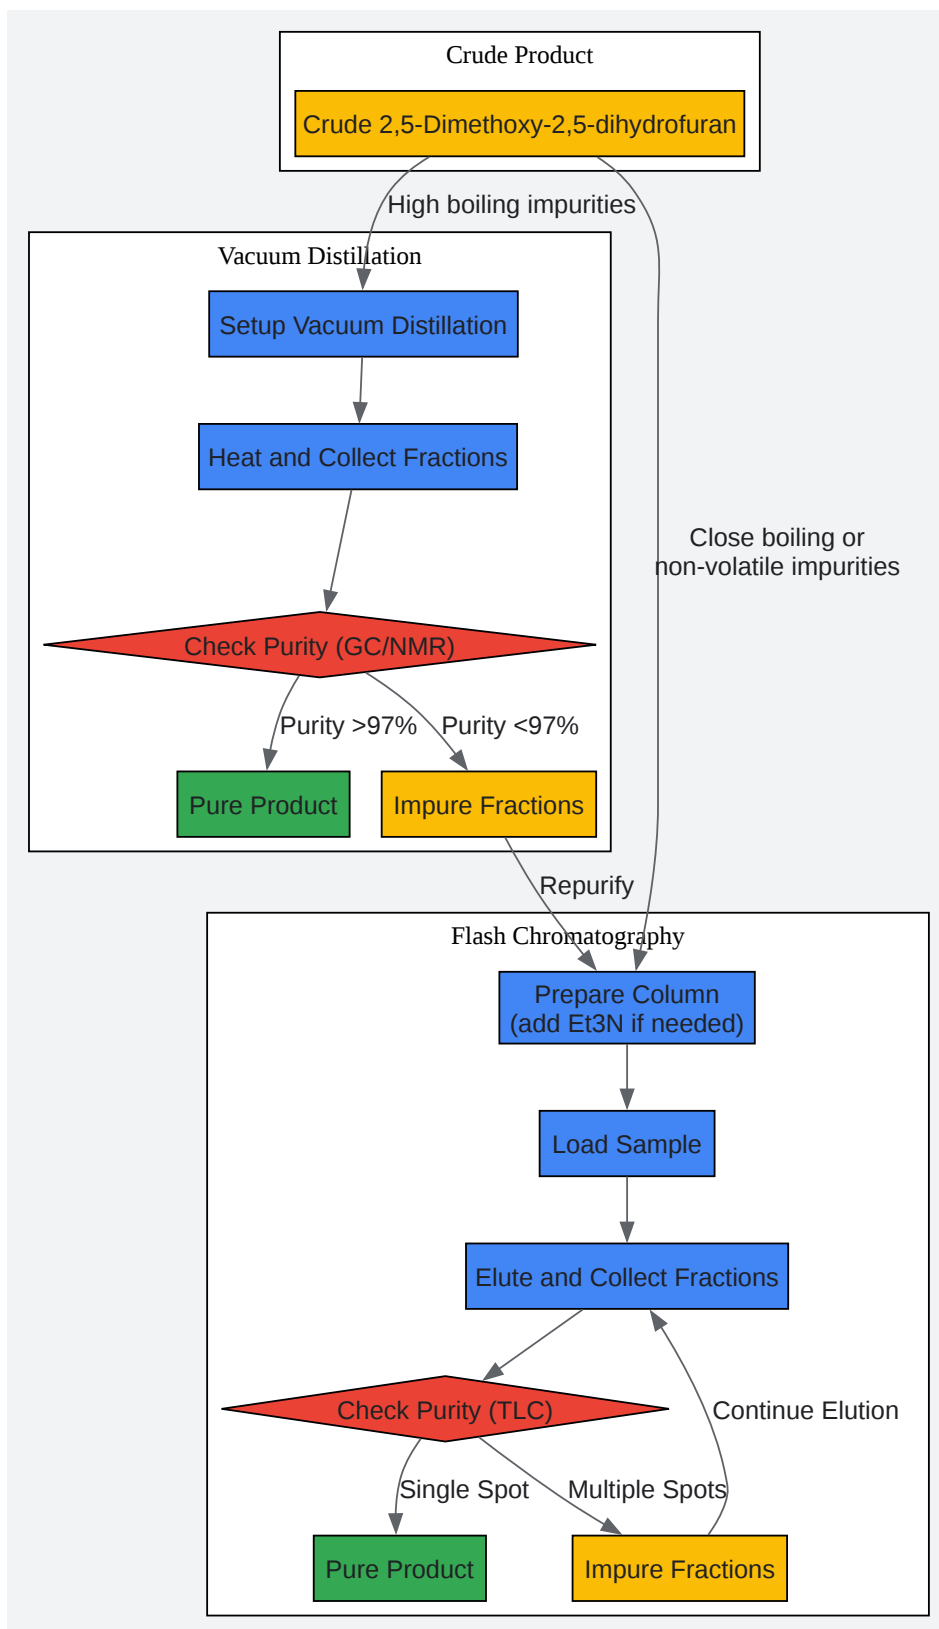 Crude Product
Crude 2,5-Dimethoxy-2,5-dihydrofuran
High boiling impurities
Vacuum Distillation
Setup Vacuum Distillation
Heat and Collect Fractions
Close boiling or
non-volatile impurities
Check Purity (GC/NMR)
Purity >97%
Purity <97%
Pure Product
Impure Fractions
Repurify
Flash Chromatography
Prepare Column
(add Et3N if needed)
Load Sample
Elute and Collect Fractions
Check Purity (TLC)
Continue Elution
Single Spot
Multiple Spots
Pure Product
Impure Fractions